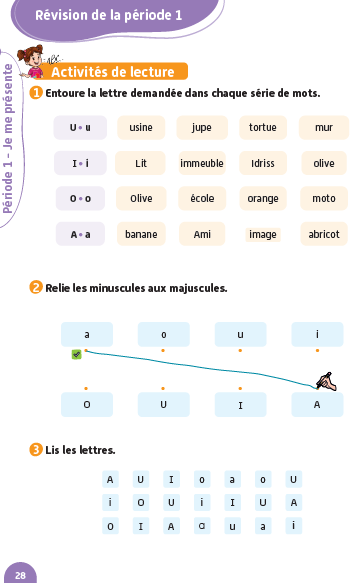 Révision de la période 1
Période 1 – Je me présente
ABC
Activités de lecture
1 Entoure la lettre demandée dans chaque série de mots.
U • u usine jupe tortue mur
I • i Lit immeuble Idriss olive
O • o Olive école orange moto
A • a banane Ami image abricot
2 Relie les minuscules aux majuscules.
a o u i
O U I A
3 Lis les lettres.
A U I o a o U
i O U i I U A
O I A a u a i
28